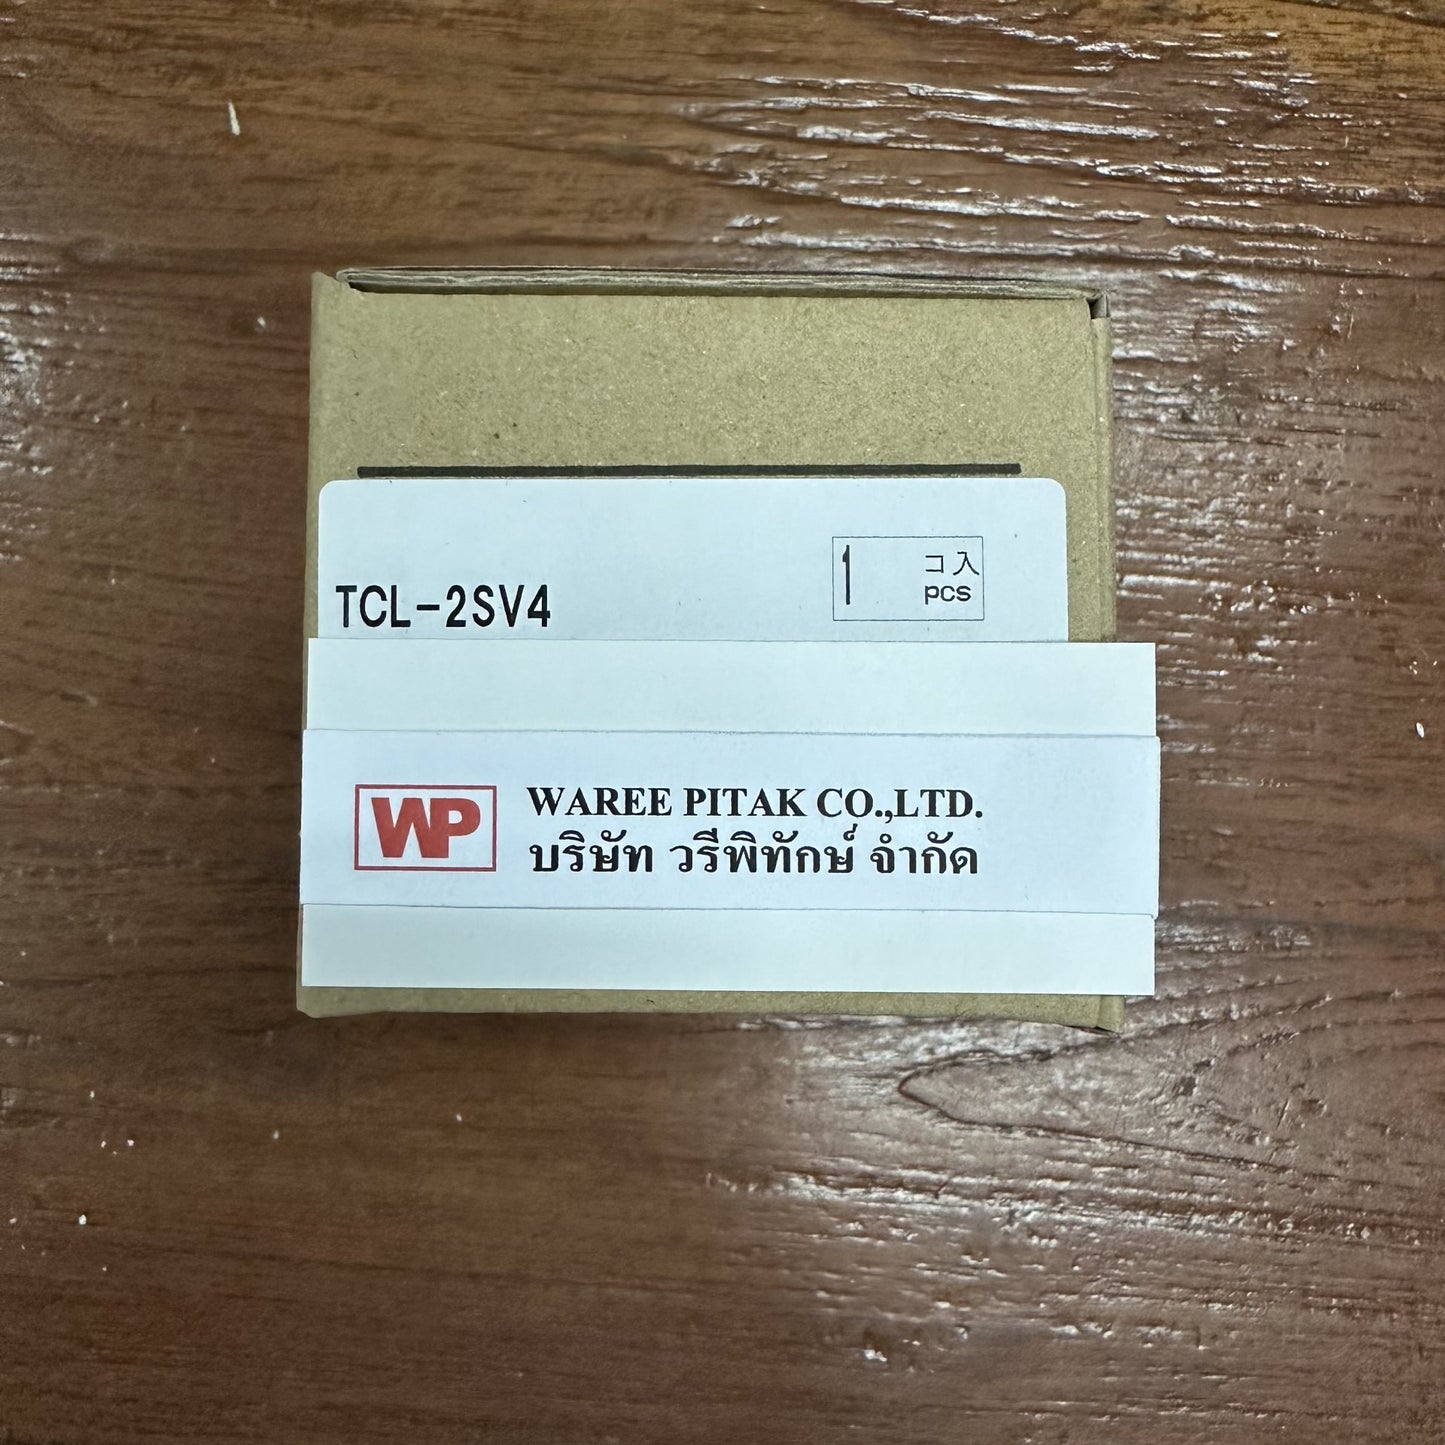 TCL-2SV4
1 コ入
pcs
WP
WAREE PITAK CO.,LTD.
บริษัท วรีพิทักษ์ จำกัด